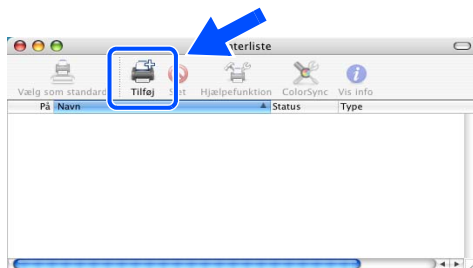 nterliste
Vælg som standard Tilføj Slet Hjælpefunktion ColorSync Vis info
På Navn Status Type